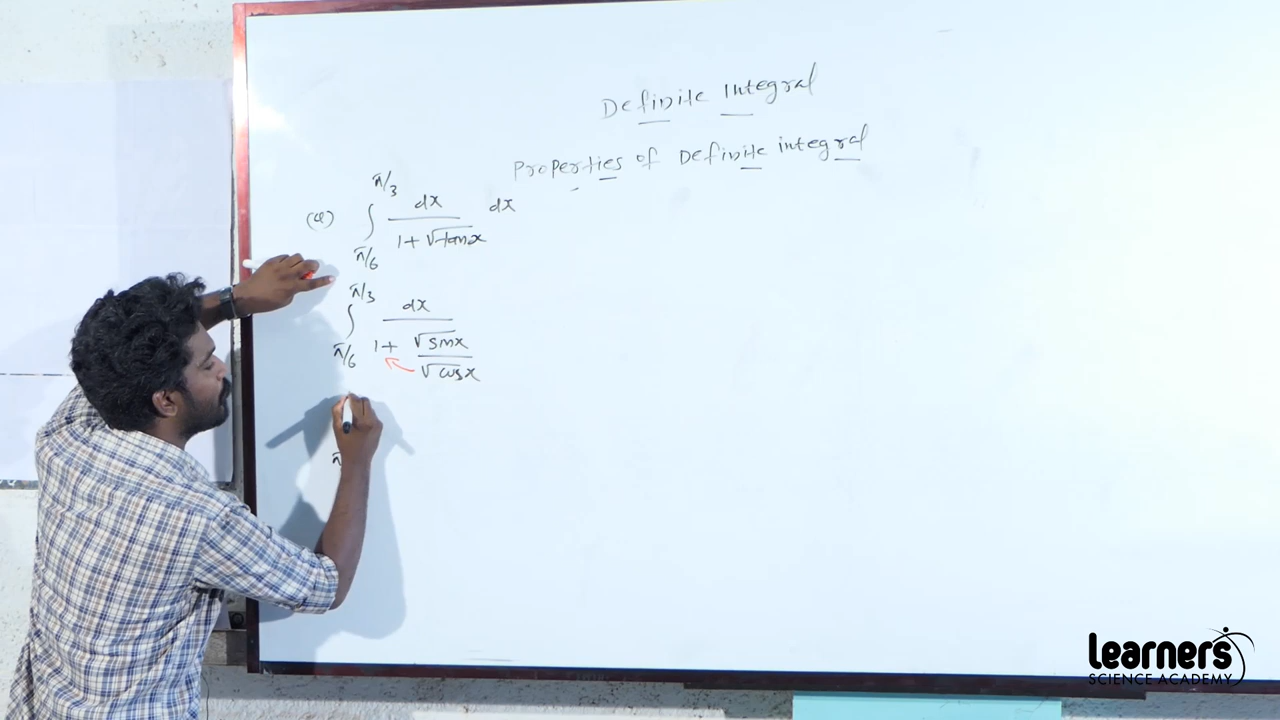 Definite Integral
Properties of Definite integral
(Q) ∫ π/6 π/3 dx / 1 + √tanx dx
∫ π/6 π/3 dx / 1 + √sinx / √cosx
π
Learners
SCIENCE ACADEMY